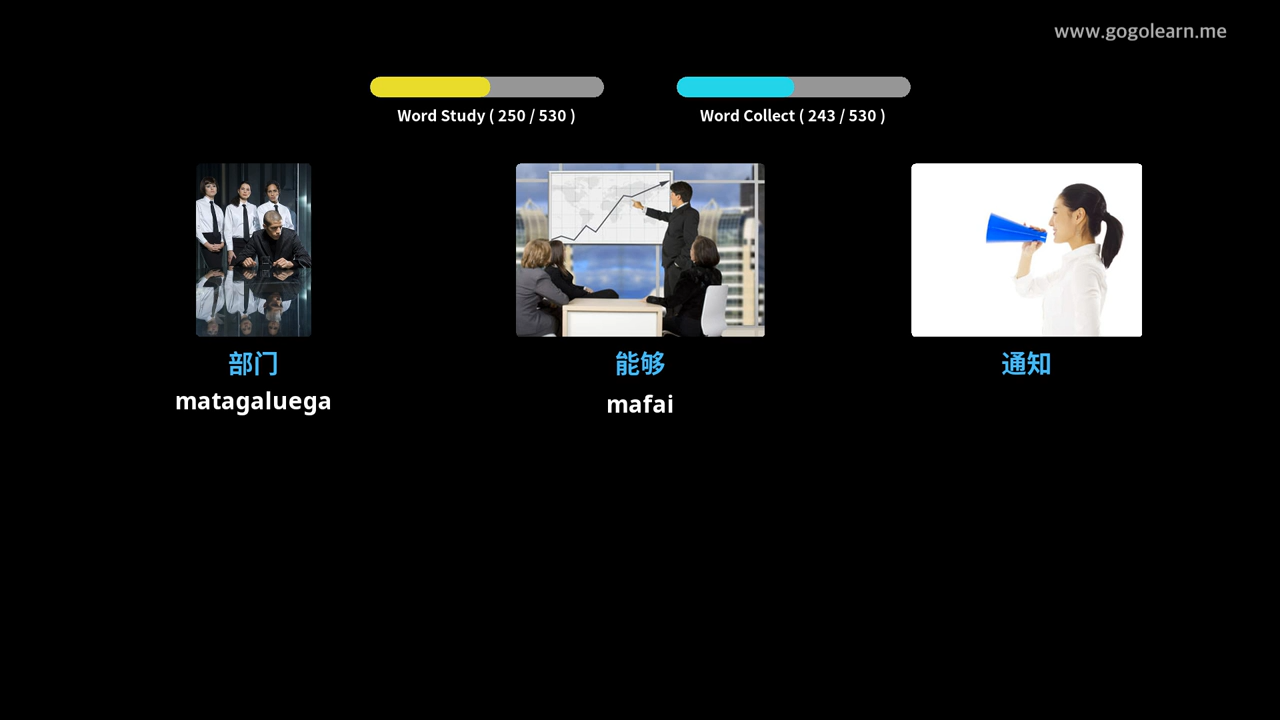 www.gogolearn.me
Word Study ( 250 / 530 )
Word Collect ( 243 / 530 )
部门
能够
通知
matagaluega
mafai